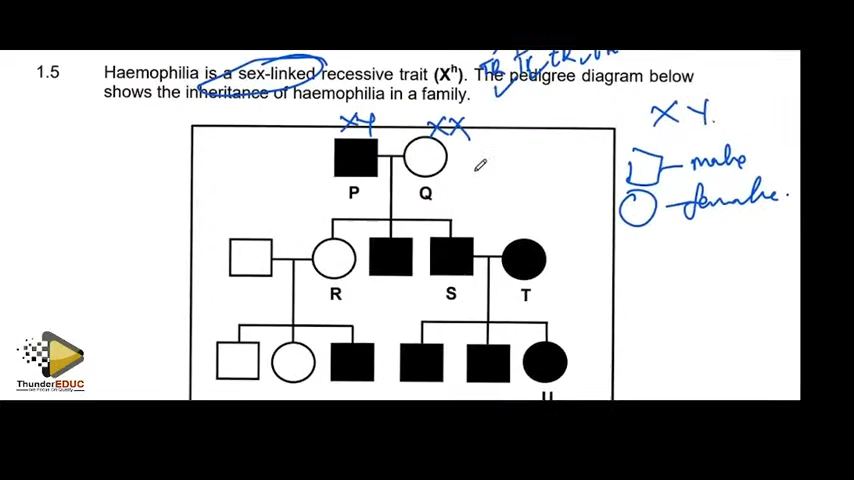 1.5 Haemophilia is a sex-linked recessive trait (Xʰ). The pedigree diagram below
shows the inheritance of haemophilia in a family.
XY XX
X Y.
male
female.
P Q
R S T
U
ThunderEDUC